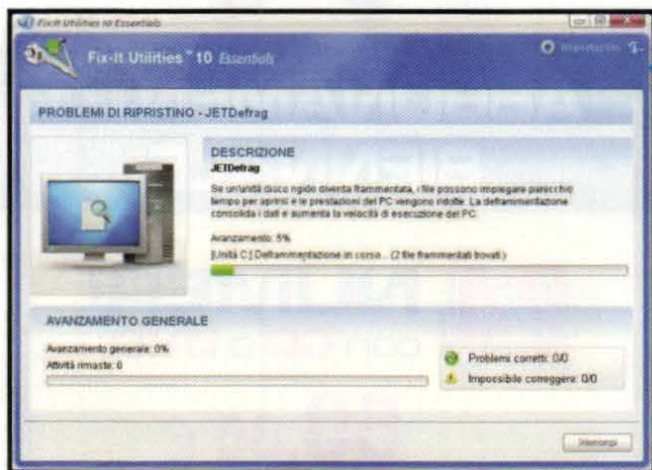 Fix-It Utilities 10 Essentials
Fix-It Utilities™ 10 Essentials
Impostazioni
PROBLEMI DI RIPRISTINO - JETDefrag
DESCRIZIONE
JETDefrag
Se un'unità disco rigido diventa frammentata, i file possono impiegare parecchio
tempo per aprirsi e le prestazioni del PC vengono ridotte. La deframmentazione
consolida i dati e aumenta la velocità di esecuzione del PC.
Avanzamento: 5%
[Unità C:] Deframmentazione in corso... (2 file frammentati trovati.)
AVANZAMENTO GENERALE
Avanzamento generale: 0%
Attività rimaste: 0
Problemi corretti: 0/0
Impossibile correggere: 0/0
Interrompi